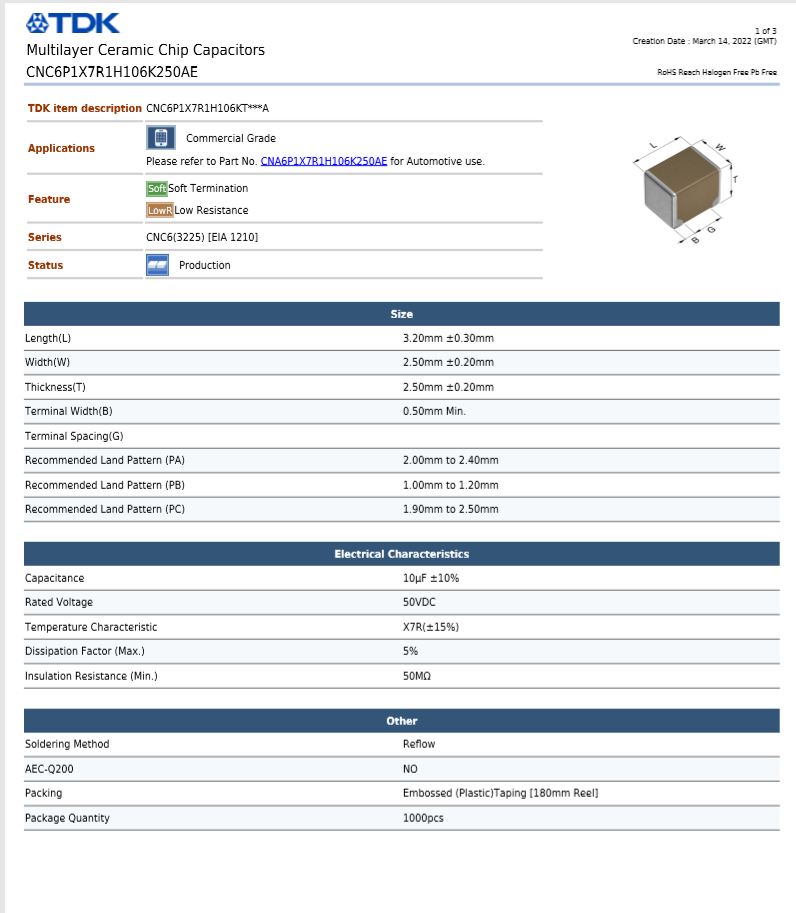 TDK
1 of 3
Creation Date : March 14, 2022 (GMT)
Multilayer Ceramic Chip Capacitors
CNC6P1X7R1H106K250AE
RoHS Reach Halogen Free Pb Free
TDK item description CNC6P1X7R1H106KT***A
Applications
Commercial Grade
Please refer to Part No. CNA6P1X7R1H106K250AE for Automotive use.
Feature
Soft Soft Termination
LowR Low Resistance
Series CNC6(3225) [EIA 1210]
Status Production
L
W
T
B
G
Size
Length(L) 3.20mm ±0.30mm
Width(W) 2.50mm ±0.20mm
Thickness(T) 2.50mm ±0.20mm
Terminal Width(B) 0.50mm Min.
Terminal Spacing(G)
Recommended Land Pattern (PA) 2.00mm to 2.40mm
Recommended Land Pattern (PB) 1.00mm to 1.20mm
Recommended Land Pattern (PC) 1.90mm to 2.50mm
Electrical Characteristics
Capacitance 10μF ±10%
Rated Voltage 50VDC
Temperature Characteristic X7R(±15%)
Dissipation Factor (Max.) 5%
Insulation Resistance (Min.) 50MΩ
Other
Soldering Method Reflow
AEC-Q200 NO
Packing Embossed (Plastic)Taping [180mm Reel]
Package Quantity 1000pcs